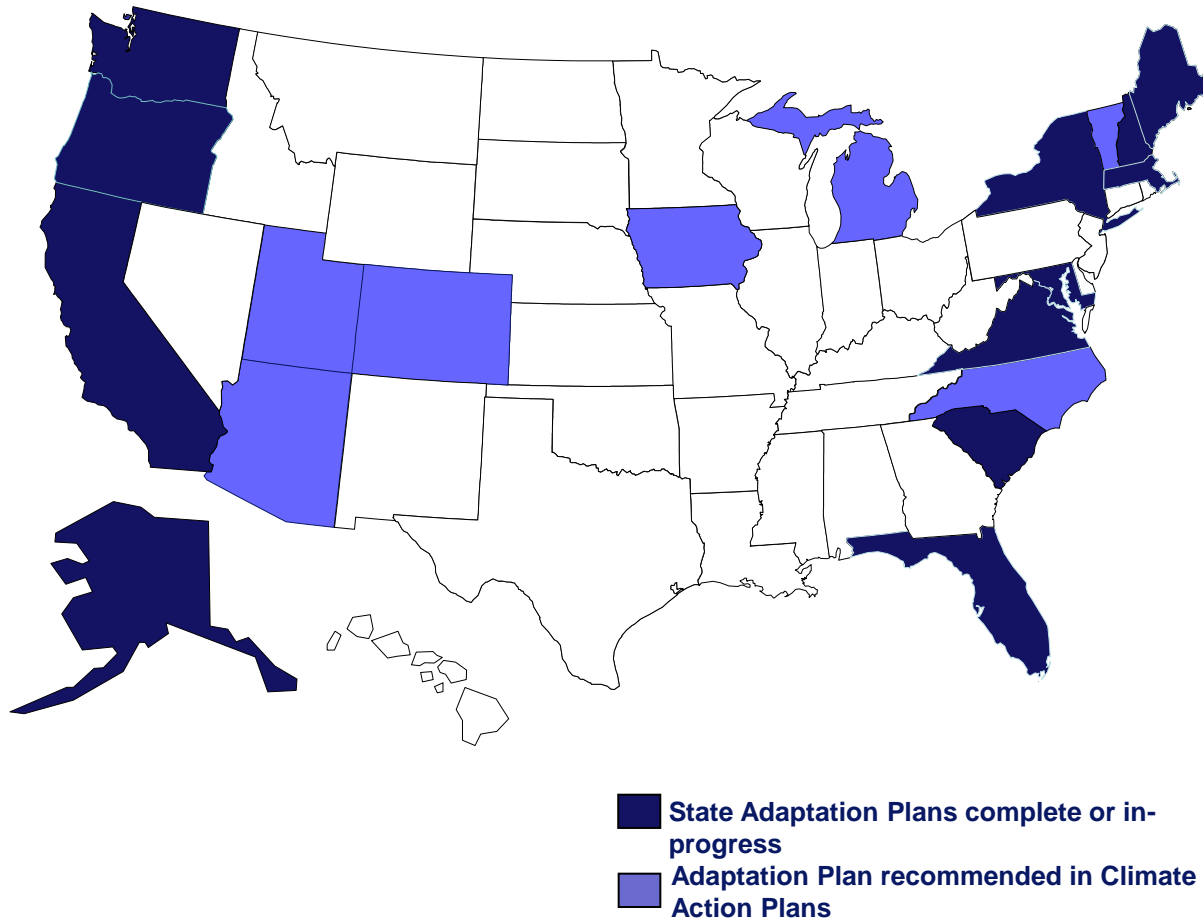 State Adaptation Plans complete or in-
progress
Adaptation Plan recommended in Climate
Action Plans